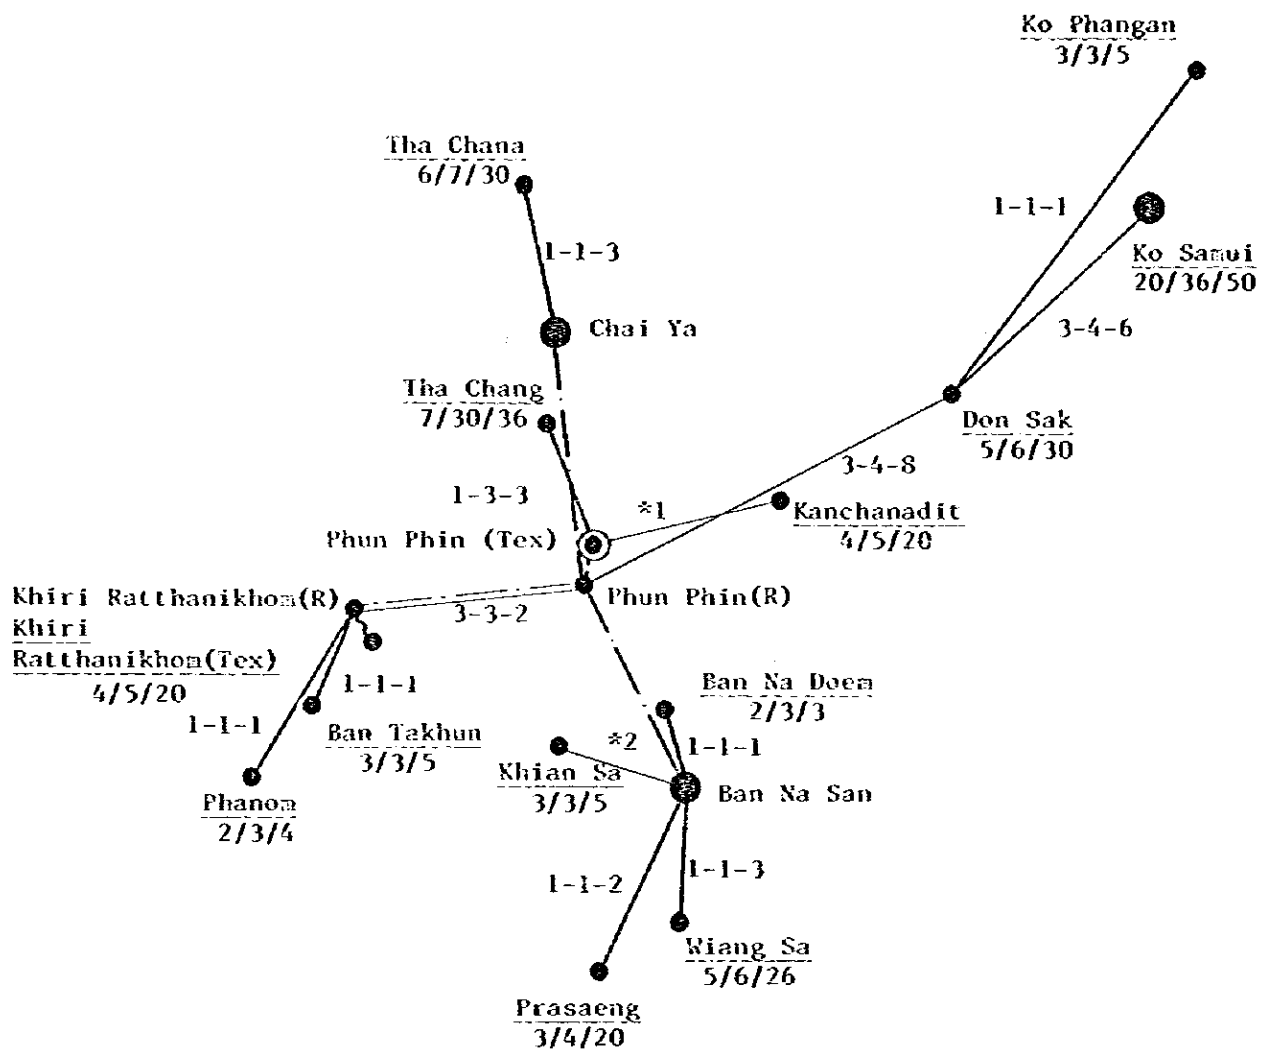 Ko Phangan
3/3/5
Tha Chana
6/7/30
1-1-1
Ko Samui
20/36/50
1-1-3
Chai Ya
3-4-6
Tha Chang
7/30/36
Don Sak
5/6/30
3-4-8
1-3-3
*1
Kanchanadit
4/5/20
Phun Phin (Tex)
Khiri Ratthanikhom(R)
3-3-2
Phun Phin(R)
Khiri
Ratthanikhom(Tex)
4/5/20
1-1-1
Ban Na Doem
2/3/3
1-1-1
Ban Takhun
3/3/5
*2
1-1-1
Khian Sa
3/3/5
Ban Na San
Phanom
2/3/4
1-1-2
1-1-3
Wiang Sa
5/6/26
Prasaeng
3/4/20